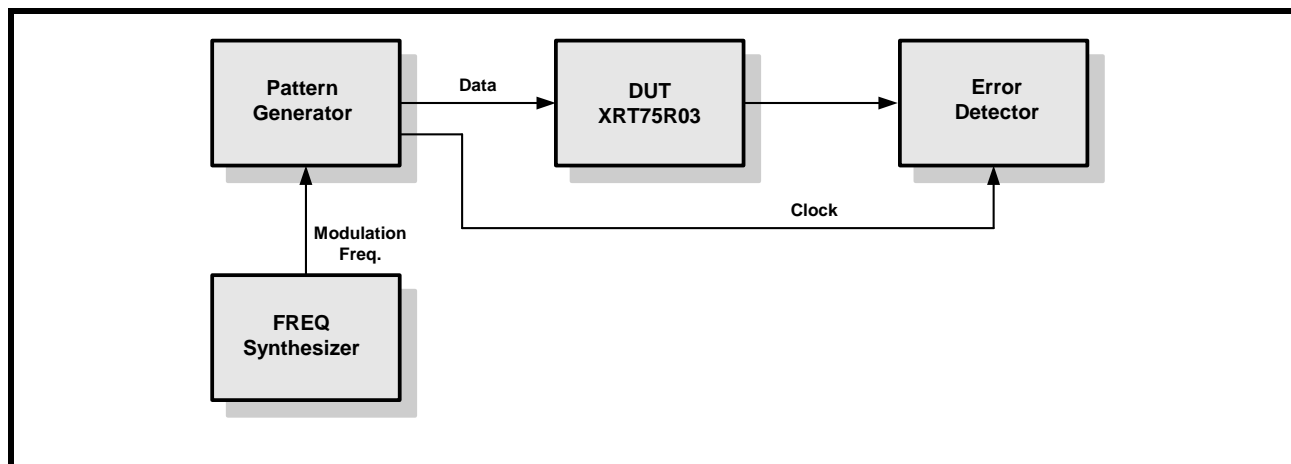 Pattern
Generator
Data
DUT
XRT75R03
Error
Detector
Clock
Modulation
Freq.
FREQ
Synthesizer